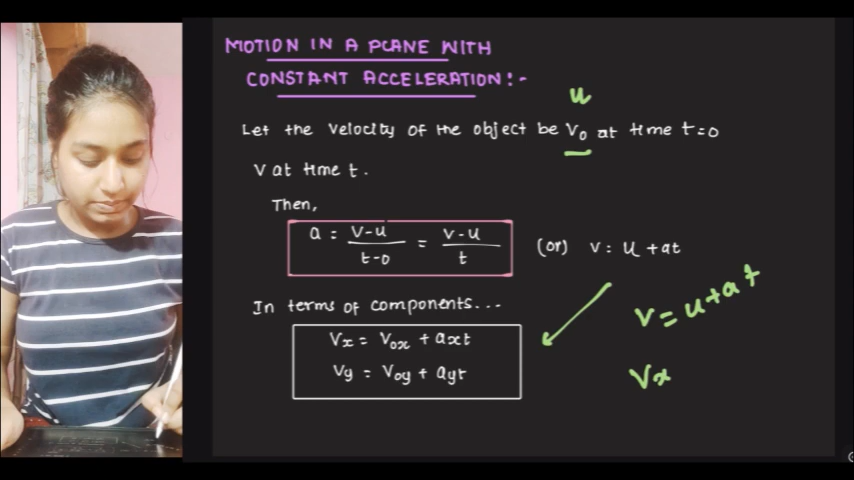 MOTION IN A PLANE WITH
CONSTANT ACCELERATION!-
u
Let the velocity of the object be V₀ at time t=0
V at time t.
Then,
a = V-u / t-0 = V-u / t (or) V = u + at
In terms of components...
Vx = V₀x + axt
Vy = V₀y + ayt
V = u + at
Vx